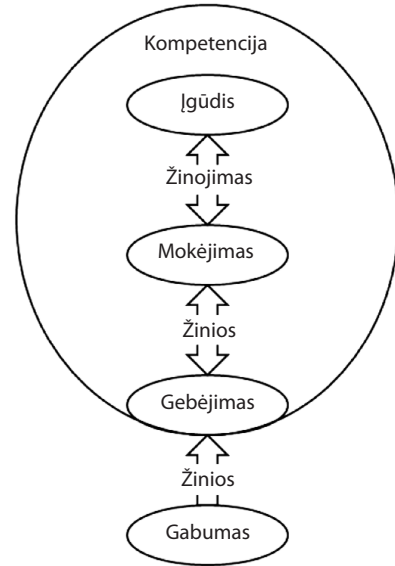 Kompetencija
Įgūdis
Žinojimas
Mokėjimas
Žinios
Gebėjimas
Žinios
Gabumas